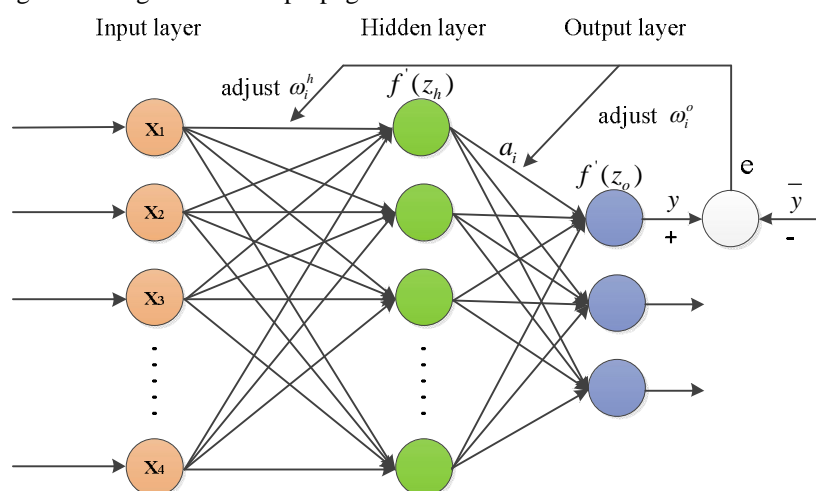 Input layer Hidden layer Output layer
adjust ω_i^h
f'(z_h)
adjust ω_i^o
a_i
f'(z_o)
e
y
ȳ
+
-
x₁
x₂
x₃
x₄